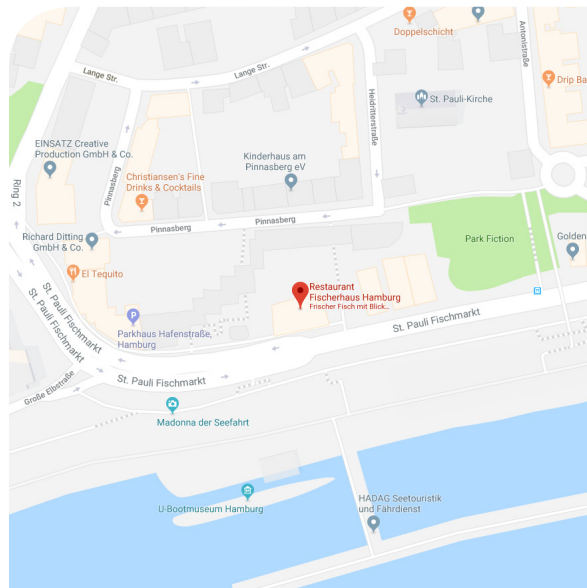 Doppelschicht
Lange Str.
Lange Str.
Antonistraße
Drip Ba
Heidritterstraße
St. Pauli-Kirche
EINSATZ Creative
Production GmbH & Co.
Kinderhaus am
Pinnasberg eV
Christiansen's Fine
Drinks & Cocktails
Pinnasberg
Ring 2
Pinnasberg
Pinnasberg
Richard Ditting
GmbH & Co.
Park Fiction
Golden
El Tequito
Restaurant
Fischerhaus Hamburg
Frischer Fisch mit Blick...
St. Pauli Fischmarkt
St. Pauli Fischmarkt
P
Parkhaus Hafenstraße,
Hamburg
St. Pauli Fischmarkt
St. Pauli Fischmarkt
Große Elbstraße
Madonna der Seefahrt
U-Bootmuseum Hamburg
HADAG Seetouristik
und Fährdienst